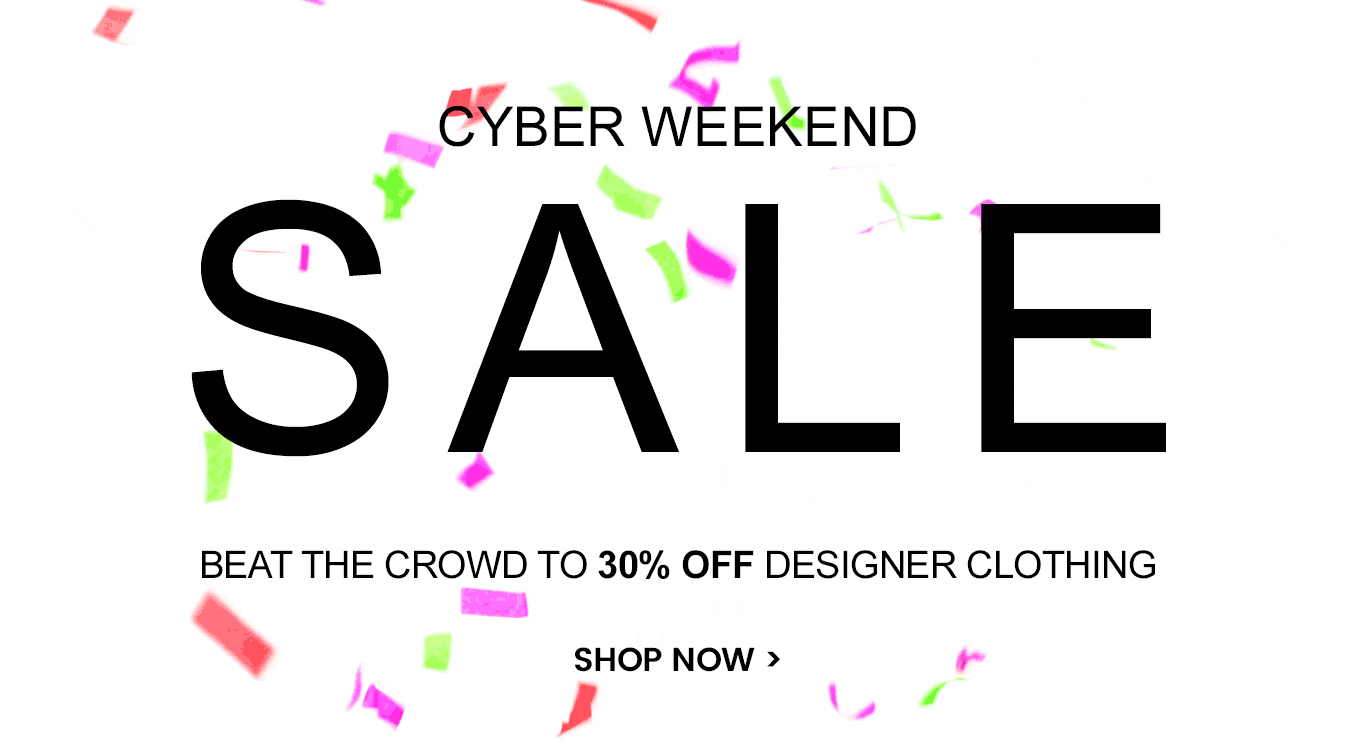 CYBER WEEKEND
SALE
BEAT THE CROWD TO 30% OFF DESIGNER CLOTHING
SHOP NOW >